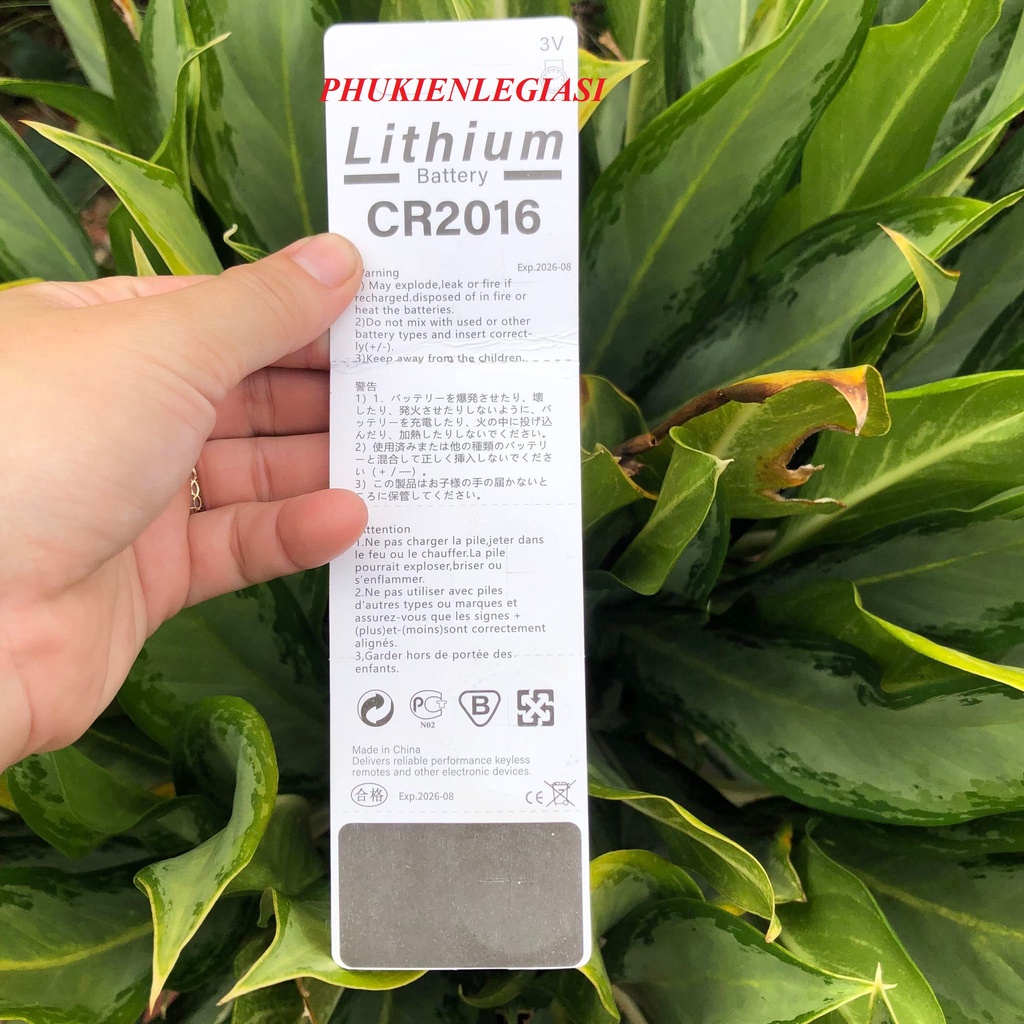 3V
PHUKIENLEGIASI
Lithium
Battery
CR2016
Exp.2026-08
arning
) May explode,leak or fire if
recharged.disposed of in fire or
heat the batteries.
2)Do not mix with used or other
battery types and insert correct-
ly(+/-).
3)Keep away from the children.
警告
1) 1. バッテリーを爆発させたり、壊
したり、発火させたりしないように、バ
ッテリーを充電したり、火の中に投げ込
んだり、加熱したりしないでください。
2) 使用済みまたは他の種類のバッテリ
ーと混合して正しく挿入しないでくださ
い (+/—) 。
3) この製品はお子様の手の届かないと
ころに保管してください。
Attention
1.Ne pas charger la pile,jeter dans
le feu ou le chauffer.La pile
pourrait exploser,briser ou
s'enflammer.
2.Ne pas utiliser avec piles
d'autres types ou marques et
assurez-vous que les signes +
(plus)et-(moins)sont correctement
alignés.
3,Garder hors de portée des
enfants.
PCT B
N02
Made in China
Delivers reliable performance keyless
remotes and other electronic devices.
合格 Exp.2026-08 CE